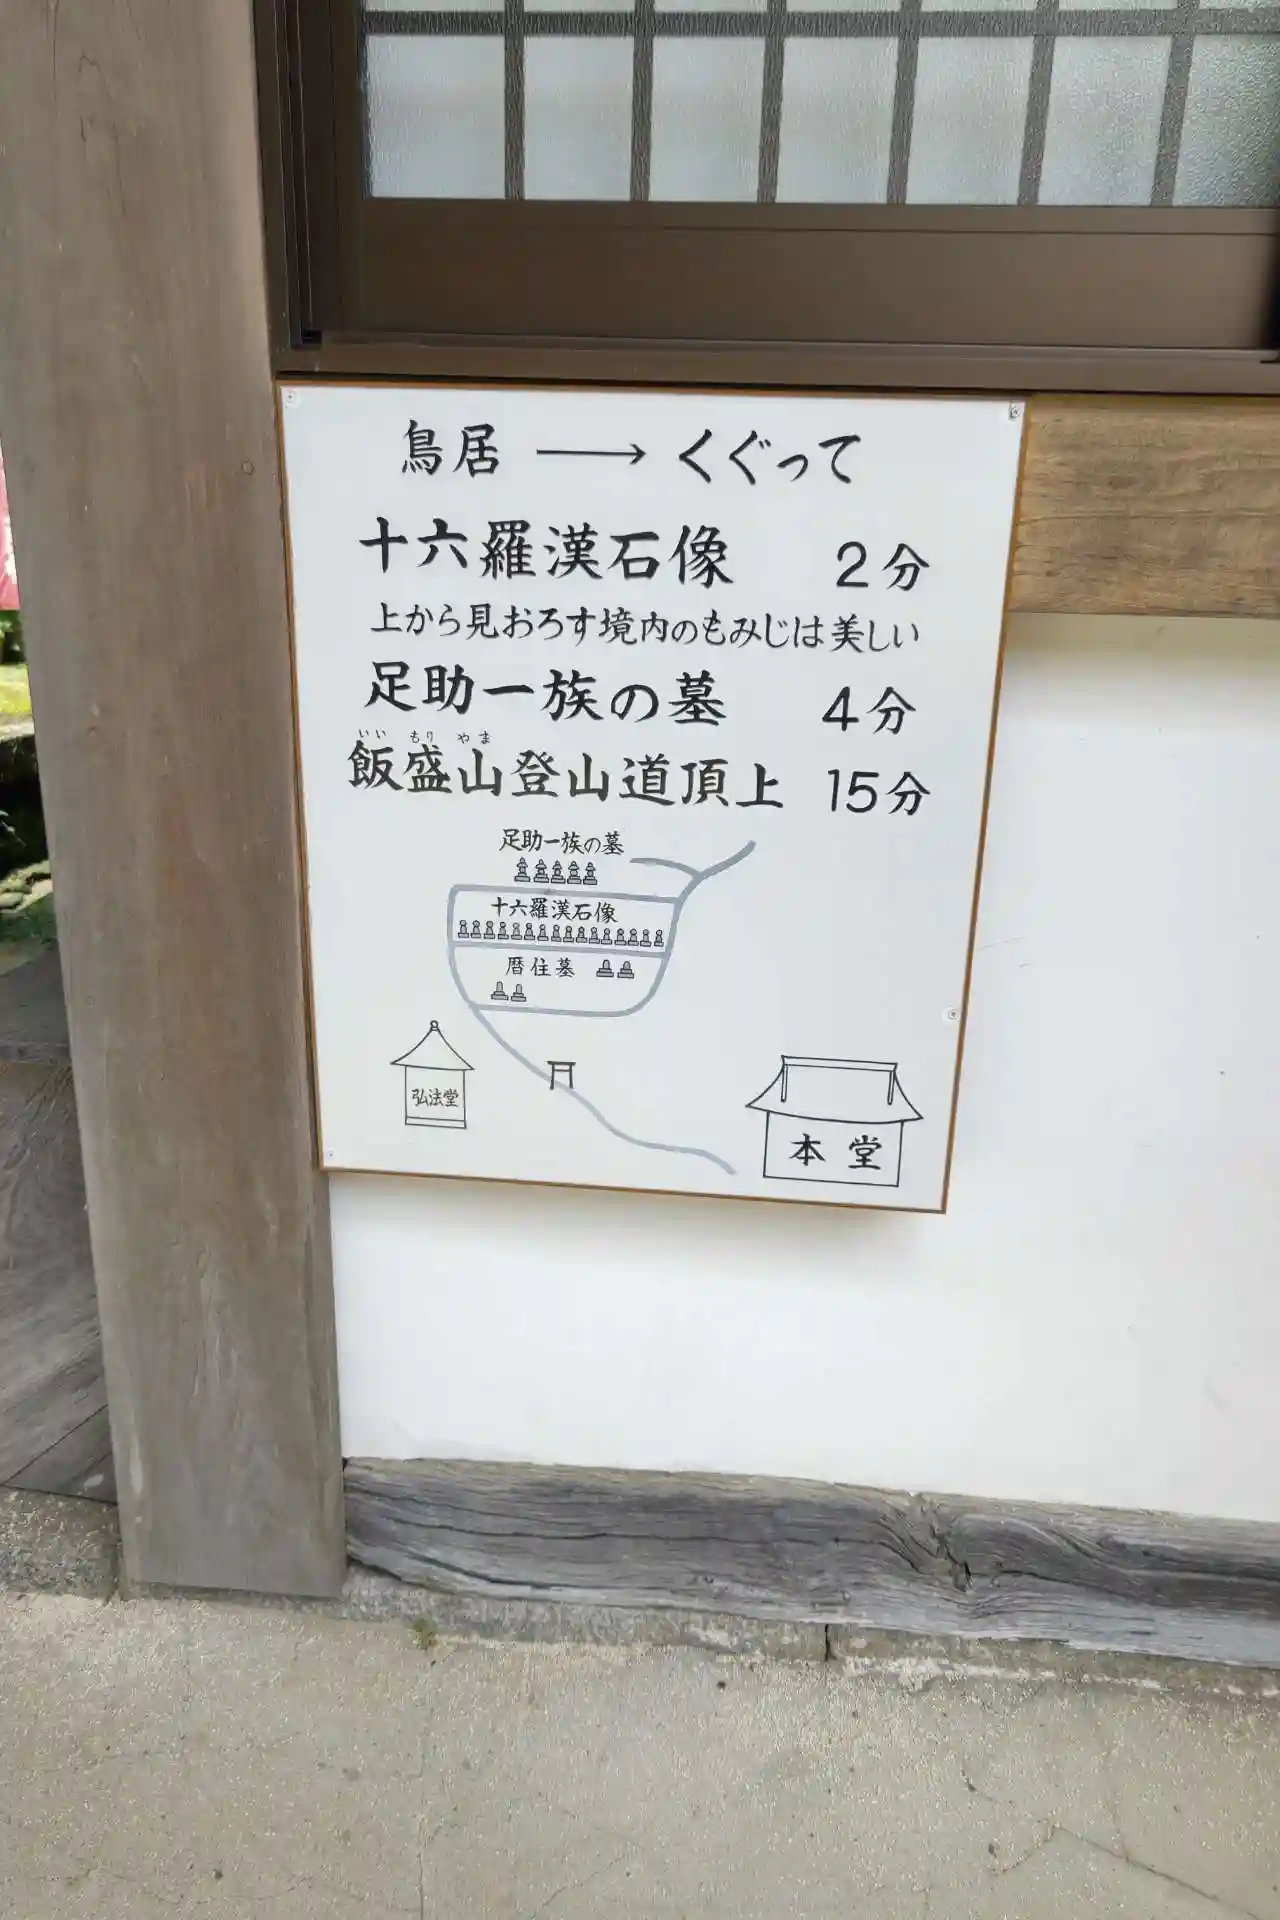 鳥居 → くぐって
十六羅漢石像 2分
上から見おろす境内のもみじは美しい
足助一族の墓 4分
いい もり やま
飯盛山登山道頂上 15分
足助一族の墓
十六羅漢石像
暦住墓
弘法堂
本堂